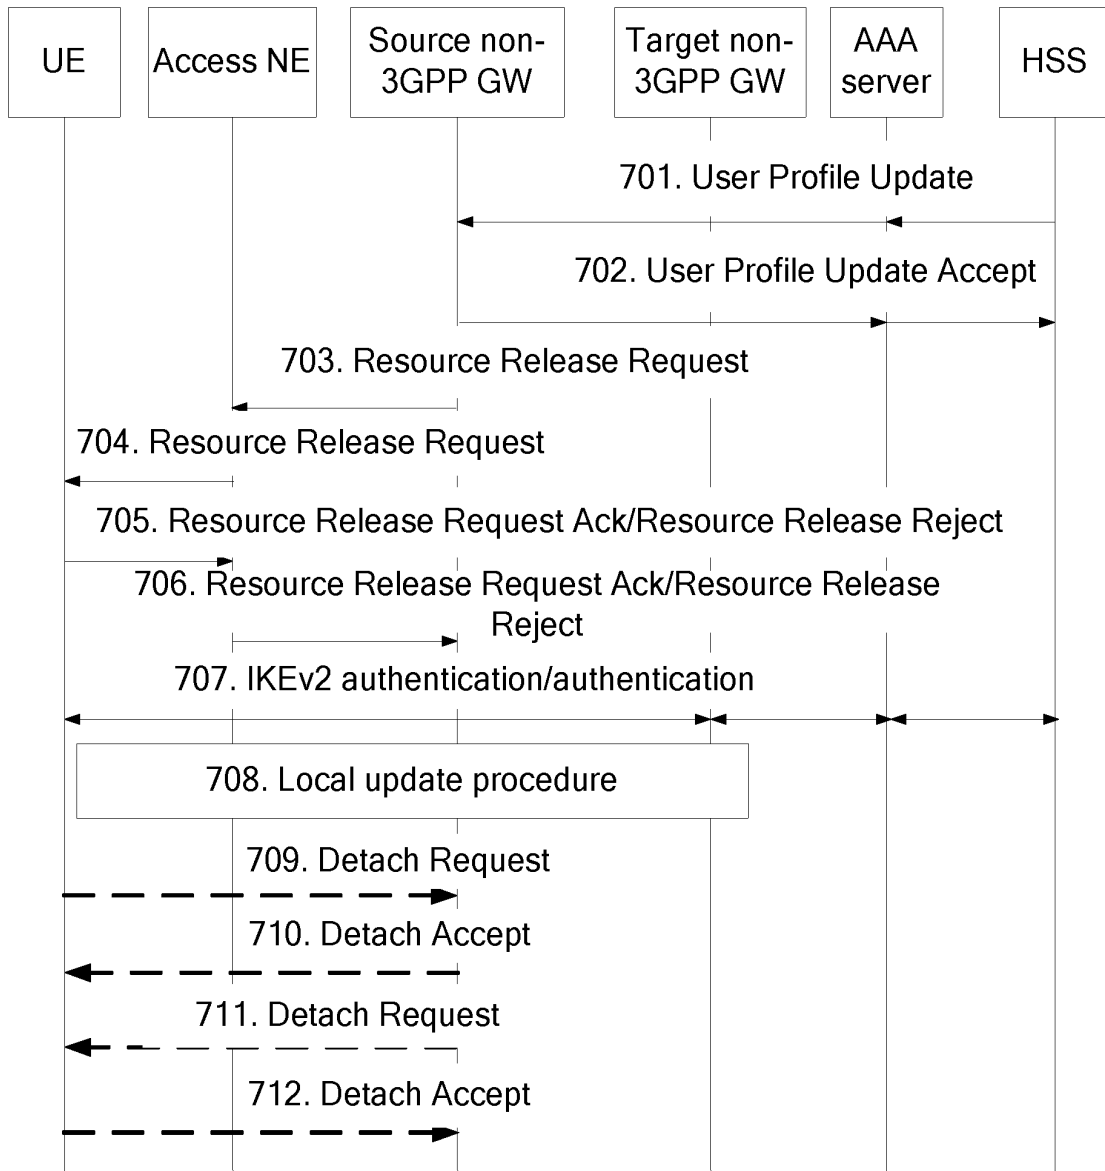 UE
Access NE
Source non-
3GPP GW
Target non-
3GPP GW
AAA
server
HSS
701. User Profile Update
702. User Profile Update Accept
703. Resource Release Request
704. Resource Release Request
705. Resource Release Request Ack/Resource Release Reject
706. Resource Release Request Ack/Resource Release
Reject
707. IKEv2 authentication/authentication
708. Local update procedure
709. Detach Request
710. Detach Accept
711. Detach Request
712. Detach Accept